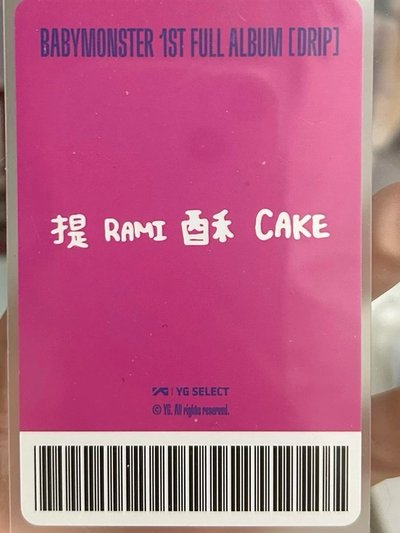 BABYMONSTER 1ST FULL ALBUM [DRIP]
提 RAMI 酥 CAKE
YG | YG SELECT
© YG. All rights reserved.